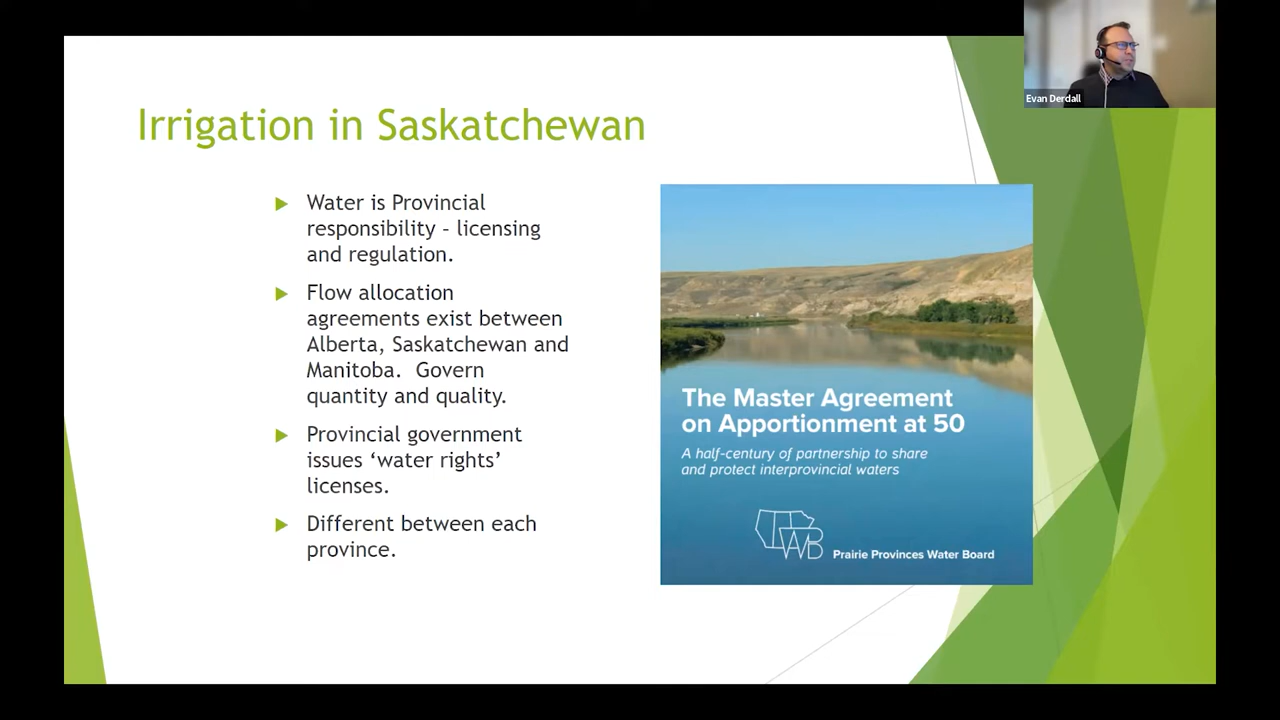 Evan Derdall
Irrigation in Saskatchewan
Water is Provincial
responsibility – licensing
and regulation.
Flow allocation
agreements exist between
Alberta, Saskatchewan and
Manitoba.  Govern
quantity and quality.
Provincial government
issues ‘water rights’
licenses.
Different between each
province.
The Master Agreement
on Apportionment at 50
A half-century of partnership to share
and protect interprovincial waters
PPWB
Prairie Provinces Water Board